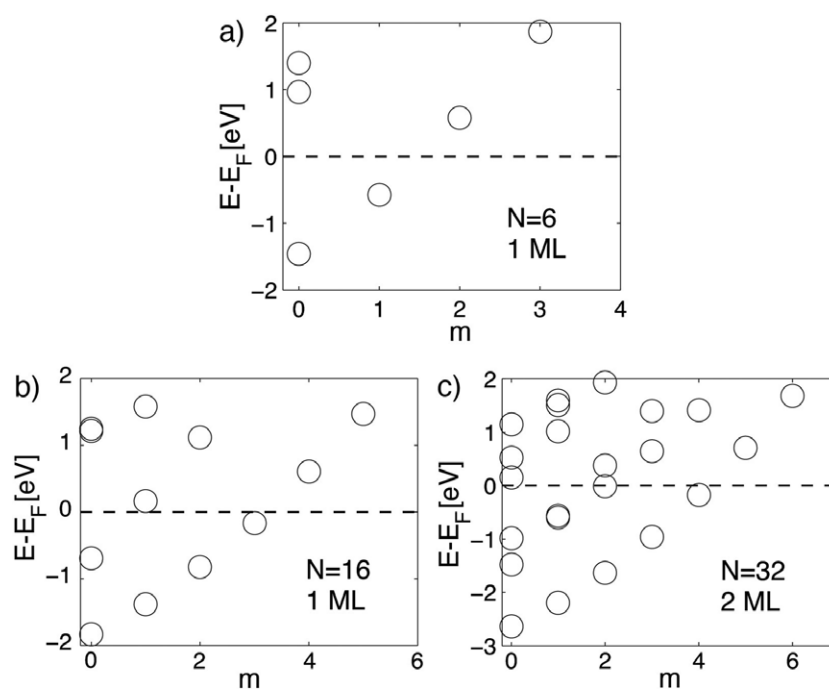 a)
E-E_F[eV]
2
1
0
−1
−2
N=6
1 ML
0 1 2 3 4
m
b)
E-E_F[eV]
2
1
0
−1
−2
N=16
1 ML
0 2 4 6
m
c)
E-E_F[eV]
2
1
0
−1
−2
−3
N=32
2 ML
0 2 4 6
m